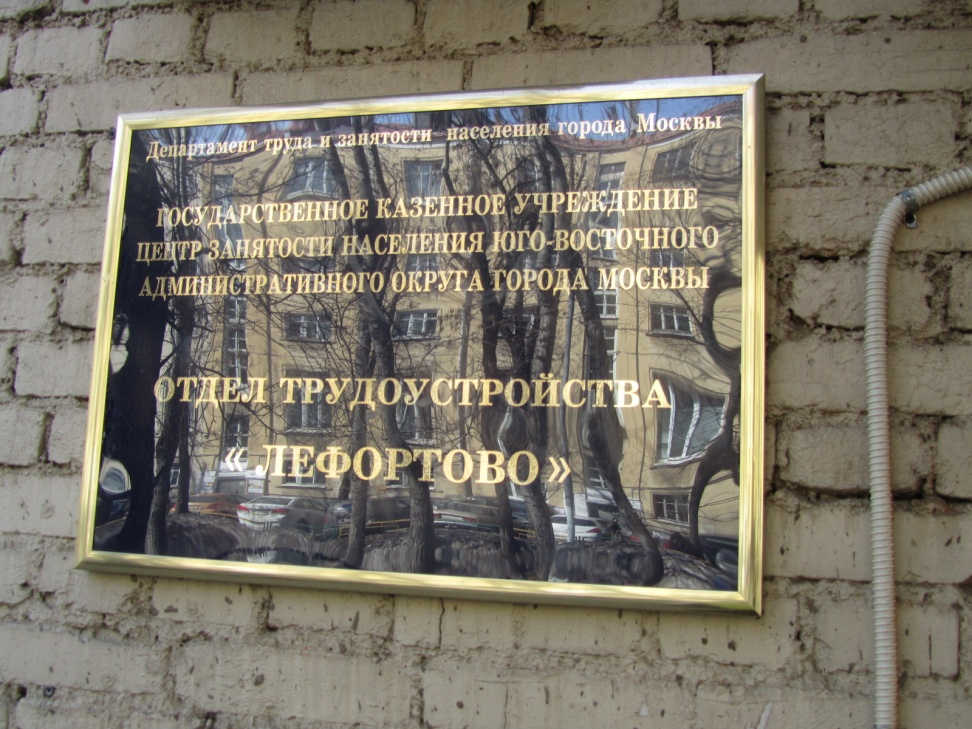 Департамент труда и занятости населения города Москвы
ГОСУДАРСТВЕННОЕ КАЗЕННОЕ УЧРЕЖДЕНИЕ
ЦЕНТР ЗАНЯТОСТИ НАСЕЛЕНИЯ ЮГО-ВОСТОЧНОГО
АДМИНИСТРАТИВНОГО ОКРУГА ГОРОДА МОСКВЫ
ОТДЕЛ ТРУДОУСТРОЙСТВА
« ЛЕФОРТОВО »